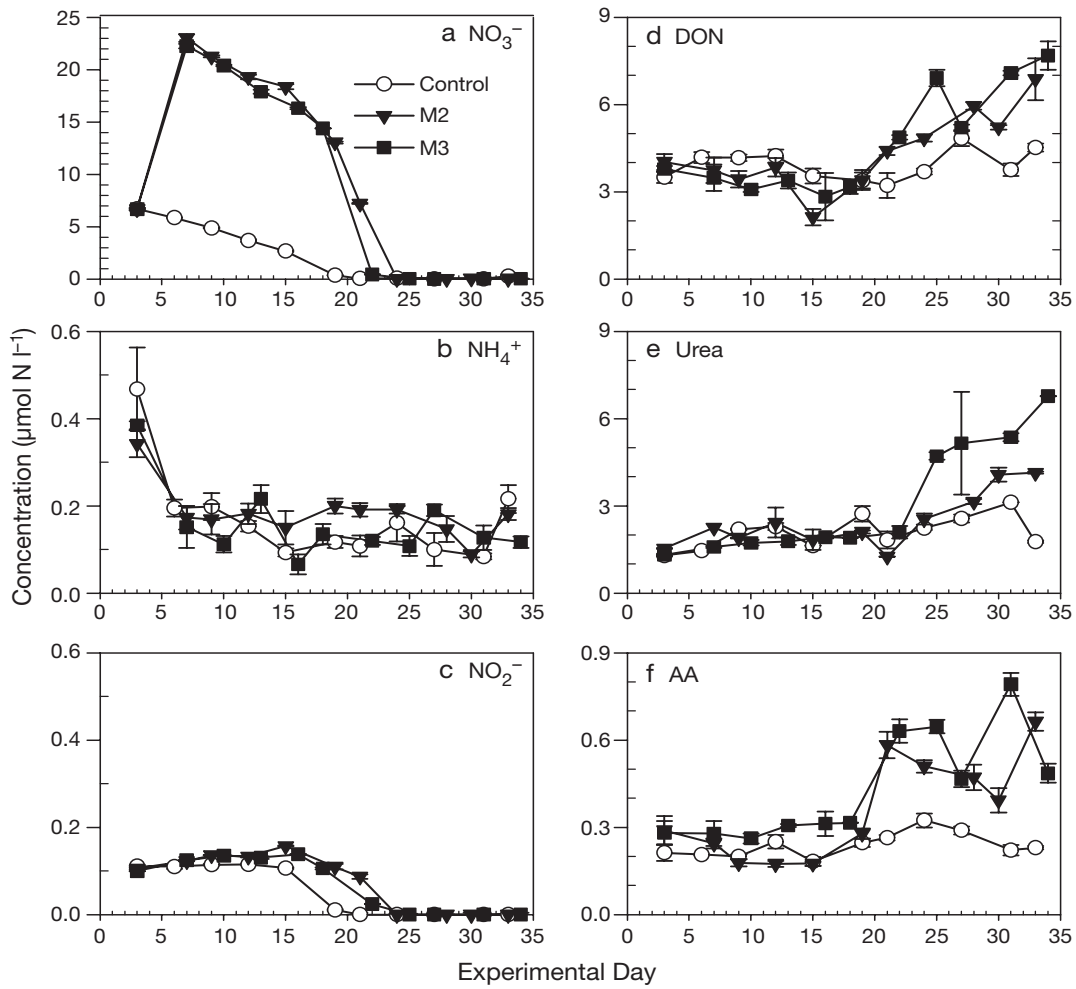 a NO₃⁻
25
20
15
10
5
0
Control
M2
M3
0 5 10 15 20 25 30 35
d DON
9
6
3
0
0 5 10 15 20 25 30 35
b NH₄⁺
0.6
0.4
0.2
0.0
0 5 10 15 20 25 30 35
e Urea
9
6
3
0
0 5 10 15 20 25 30 35
c NO₂⁻
0.6
0.4
0.2
0.0
0 5 10 15 20 25 30 35
f AA
0.9
0.6
0.3
0.0
0 5 10 15 20 25 30 35
Concentration (µmol N l⁻¹)
Experimental Day